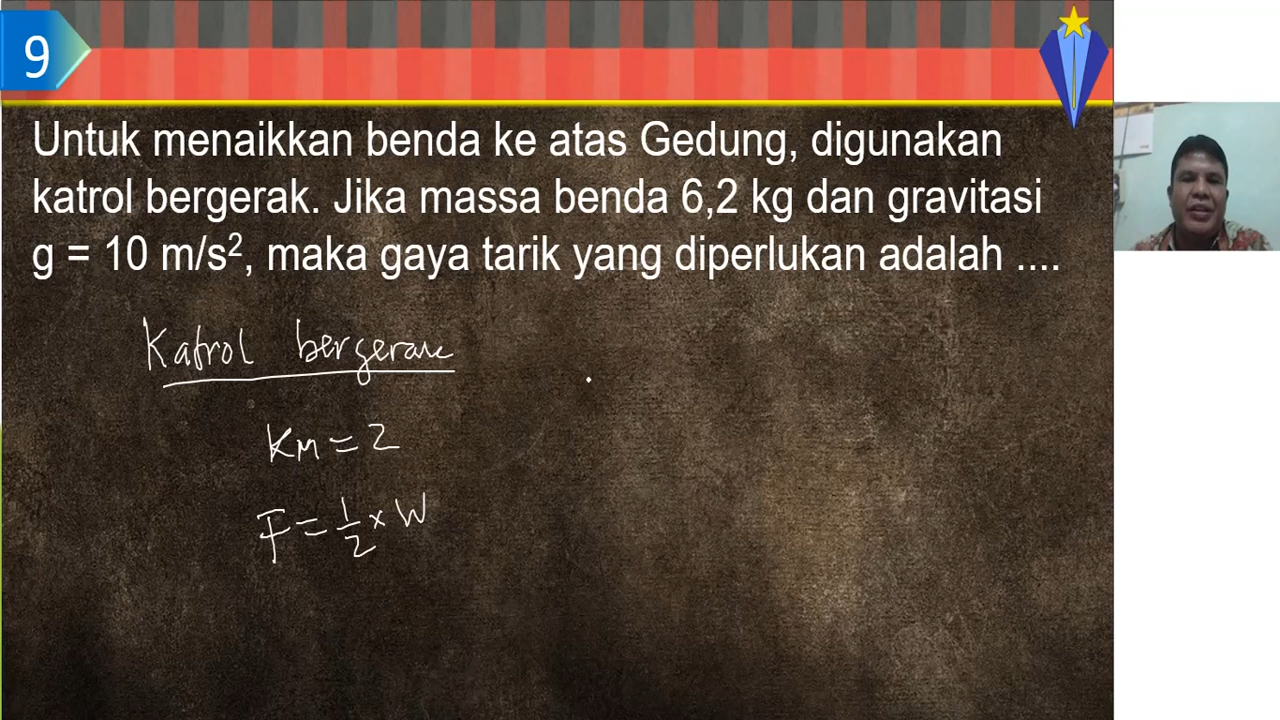 9
Untuk menaikkan benda ke atas Gedung, digunakan
katrol bergerak. Jika massa benda 6,2 kg dan gravitasi
g = 10 m/s², maka gaya tarik yang diperlukan adalah ....
Katrol bergerak
KM = 2
F = 1/2 × W